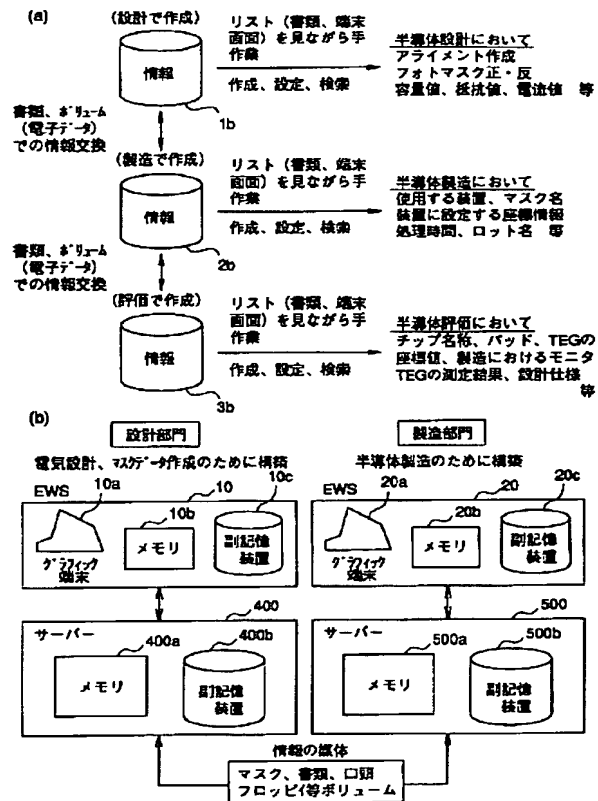 (a)
(設計で作成)
情報
1b
リスト(書類、端末
画面)を見ながら手
作業
作成、設定、検索
半導体設計において
アライメント作成
フォトマスク正・反
容量値、抵抗値、電流値 等
書類、ボリューム
(電子データ)
での情報交換
(製造で作成)
情報
2b
リスト(書類、端末
画面)を見ながら手
作業
作成、設定、検索
半導体製造において
使用する装置、マスク名
装置に設定する座標情報
処理時間、ロット名 等
書類、ボリューム
(電子データ)
での情報交換
(評価で作成)
情報
3b
リスト(書類、端末
画面)を見ながら手
作業
作成、設定、検索
半導体評価において
チップ名称、パッド、TEGの
座標値、製造におけるモニタ
TEGの測定結果、設計仕様
等
(b)
設計部門
電気設計、マスクデータ作成のために構築
EWS
10a
10
10c
10b
グラフィック
端末
メモリ
副記憶
装置
サーバー
400
400a
400b
メモリ
副記憶
装置
製造部門
半導体製造のために構築
EWS
20a
20
20c
20b
グラフィック
端末
メモリ
副記憶
装置
サーバー
500
500a
500b
メモリ
副記憶
装置
情報の媒体
マスク、書類、口頭
フロッピィ等ボリューム